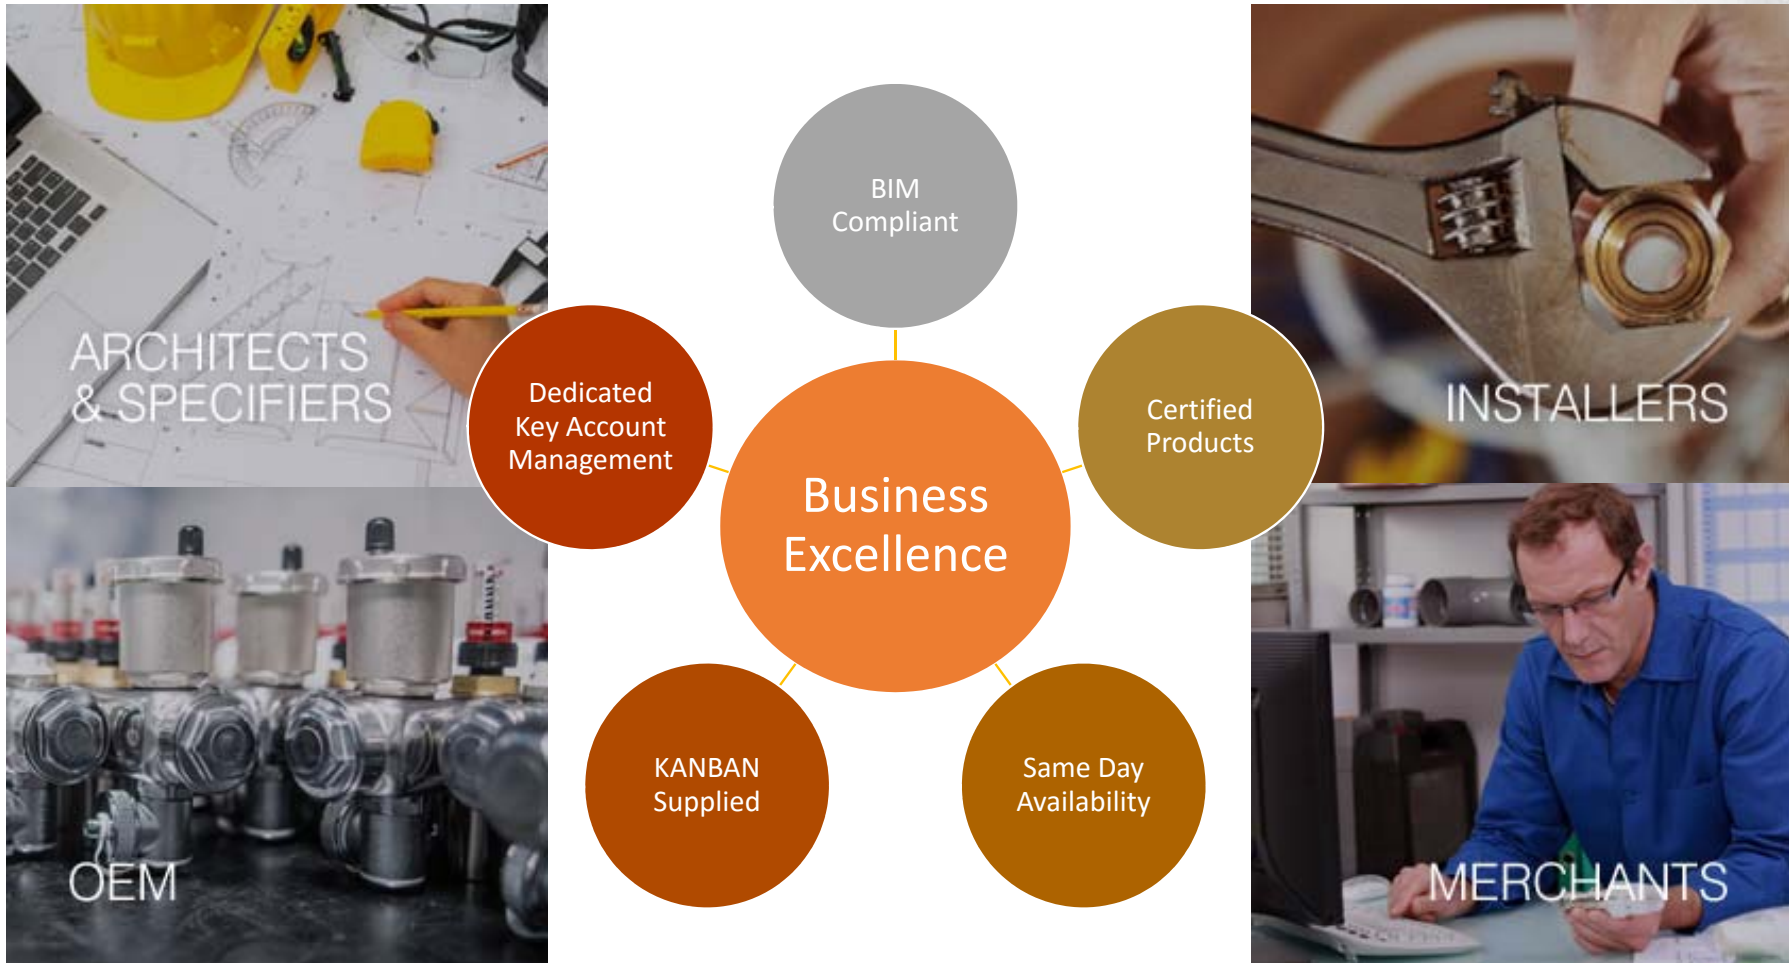 BIM
Compliant
ARCHITECTS
& SPECIFIERS
Dedicated
Key Account
Management
Certified
Products
INSTALLERS
Business
Excellence
KANBAN
Supplied
Same Day
Availability
OEM
MERCHANTS